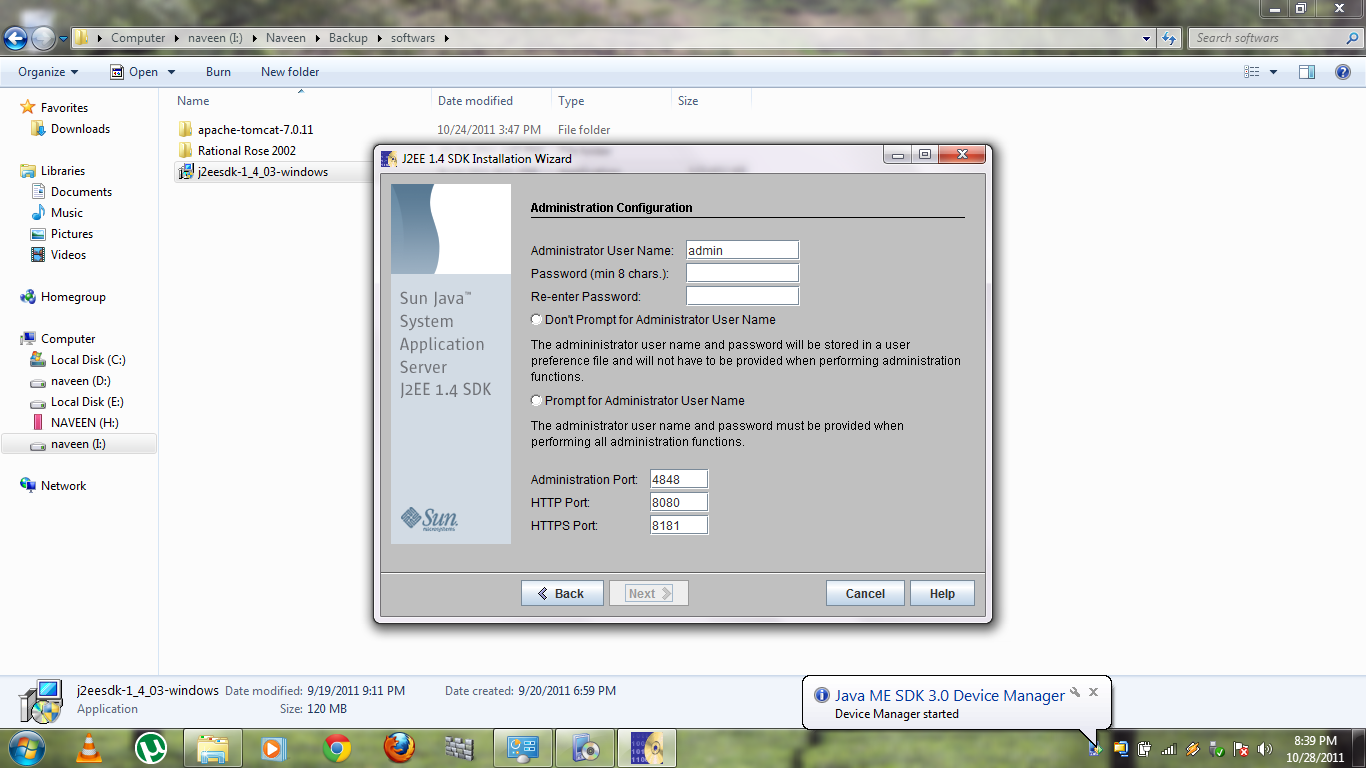 Computer naveen (I:) Naveen Backup softwars
Search softwars
Organize Open Burn New folder
Name Date modified Type Size
Favorites
Downloads
Libraries
Documents
Music
Pictures
Videos
Homegroup
Computer
Local Disk (C:)
naveen (D:)
Local Disk (E:)
NAVEEN (H:)
naveen (I:)
Network
apache-tomcat-7.0.11 10/24/2011 3:47 PM File folder
Rational Rose 2002
j2eesdk-1_4_03-windows
J2EE 1.4 SDK Installation Wizard
Sun Java™
System
Application
Server
J2EE 1.4 SDK
Sun
microsystems
Administration Configuration
Administrator User Name: admin
Password (min 8 chars.):
Re-enter Password:
Don't Prompt for Administrator User Name
The admininistrator user name and password will be stored in a user
preference file and will not have to be provided when performing administration
functions.
Prompt for Administrator User Name
The administrator user name and password must be provided when
performing all administration functions.
Administration Port: 4848
HTTP Port: 8080
HTTPS Port: 8181
Back Next Cancel Help
j2eesdk-1_4_03-windows Date modified: 9/19/2011 9:11 PM Date created: 9/20/2011 6:59 PM
Application Size: 120 MB
Java ME SDK 3.0 Device Manager
Device Manager started
8:39 PM
10/28/2011